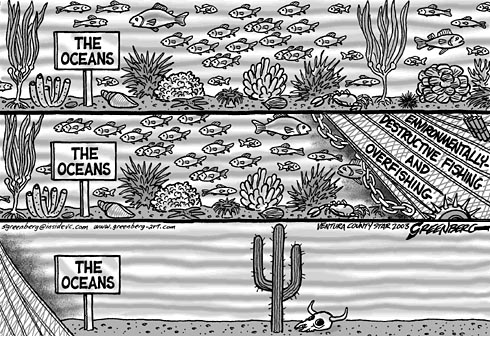 THE
OCEANS
THE
OCEANS
ENVIRONMENTALLY-
DESTRUCTIVE FISHING
AND
OVERFISHING
sgreenberg@insidevc.com www.greenberg-art.com
VENTURA COUNTY STAR 2003
GREENBERG
THE
OCEANS